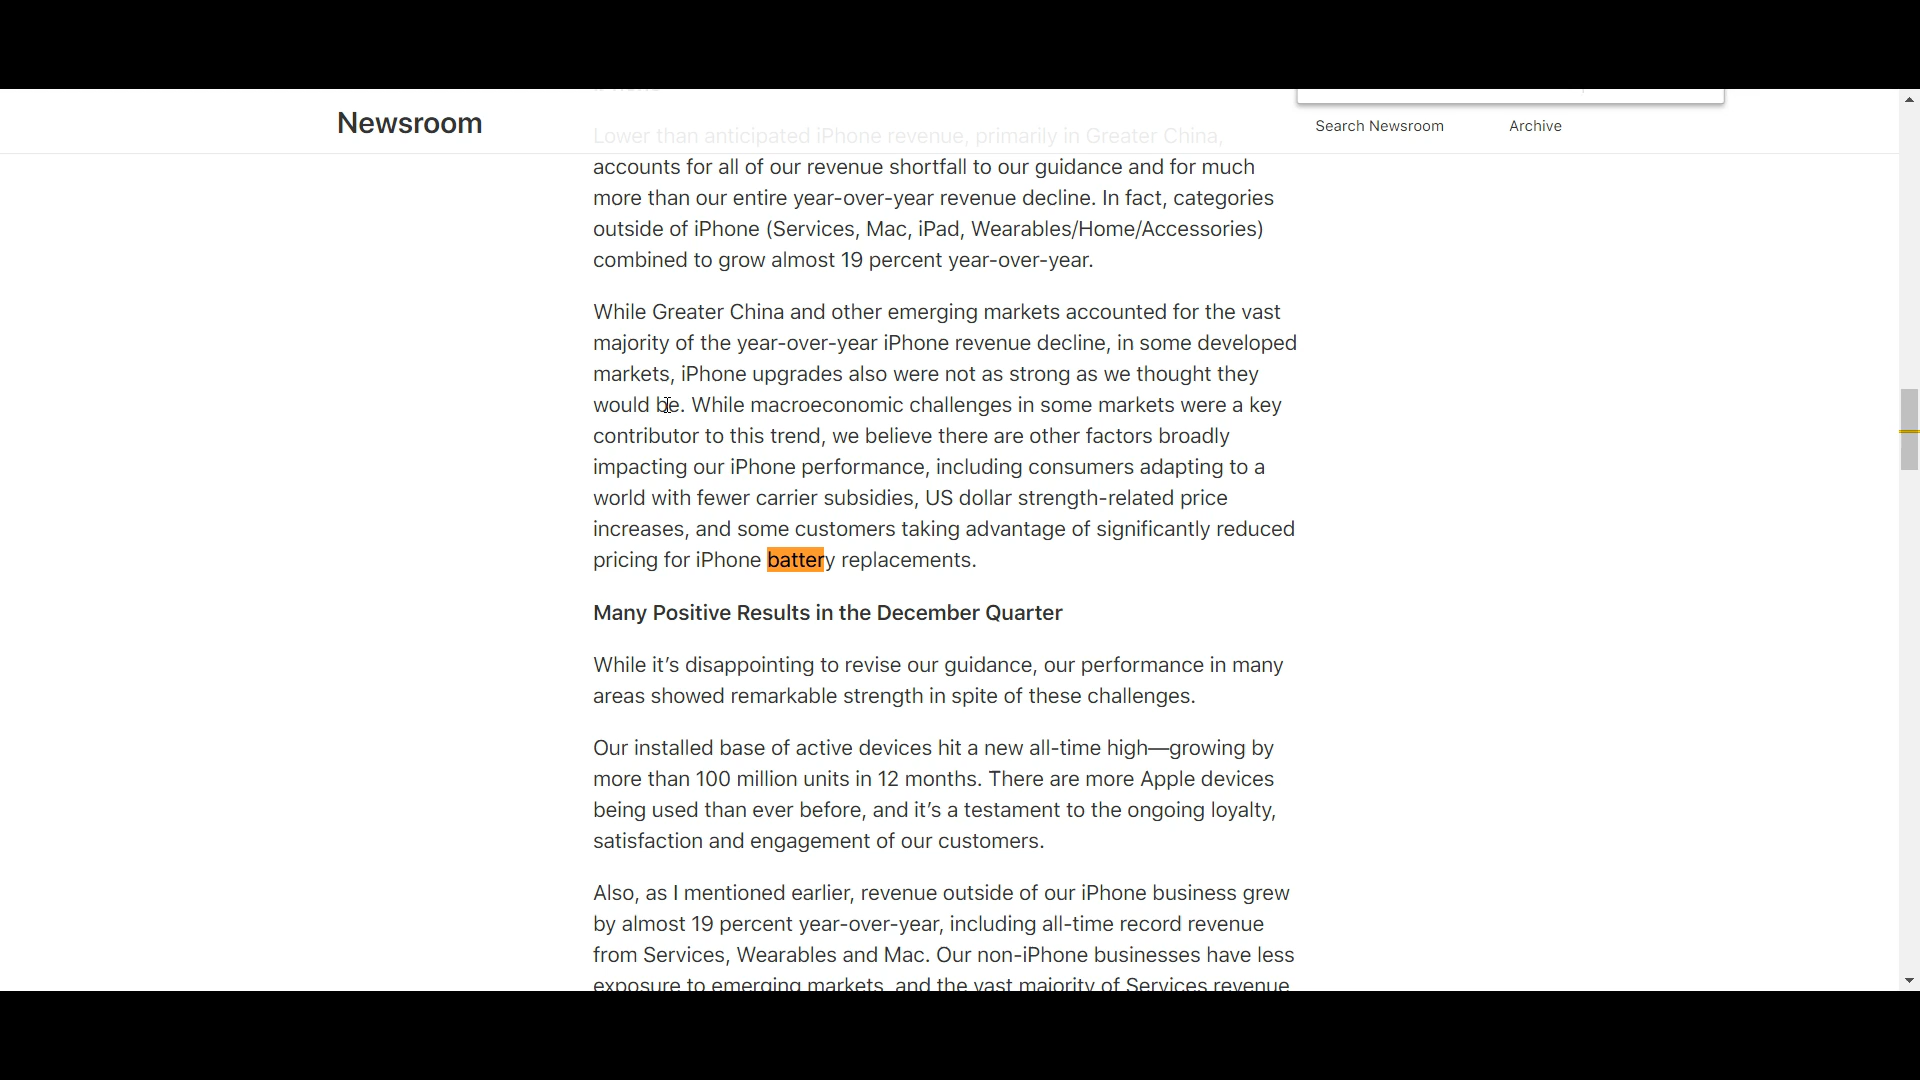 Newsroom
Search Newsroom
Archive
Lower than anticipated iPhone revenue, primarily in Greater China,
accounts for all of our revenue shortfall to our guidance and for much
more than our entire year-over-year revenue decline. In fact, categories
outside of iPhone (Services, Mac, iPad, Wearables/Home/Accessories)
combined to grow almost 19 percent year-over-year.
While Greater China and other emerging markets accounted for the vast
majority of the year-over-year iPhone revenue decline, in some developed
markets, iPhone upgrades also were not as strong as we thought they
would be. While macroeconomic challenges in some markets were a key
contributor to this trend, we believe there are other factors broadly
impacting our iPhone performance, including consumers adapting to a
world with fewer carrier subsidies, US dollar strength-related price
increases, and some customers taking advantage of significantly reduced
pricing for iPhone battery replacements.
Many Positive Results in the December Quarter
While it’s disappointing to revise our guidance, our performance in many
areas showed remarkable strength in spite of these challenges.
Our installed base of active devices hit a new all-time high—growing by
more than 100 million units in 12 months. There are more Apple devices
being used than ever before, and it’s a testament to the ongoing loyalty,
satisfaction and engagement of our customers.
Also, as I mentioned earlier, revenue outside of our iPhone business grew
by almost 19 percent year-over-year, including all-time record revenue
from Services, Wearables and Mac. Our non-iPhone businesses have less
exposure to emerging markets, and the vast majority of Services revenue